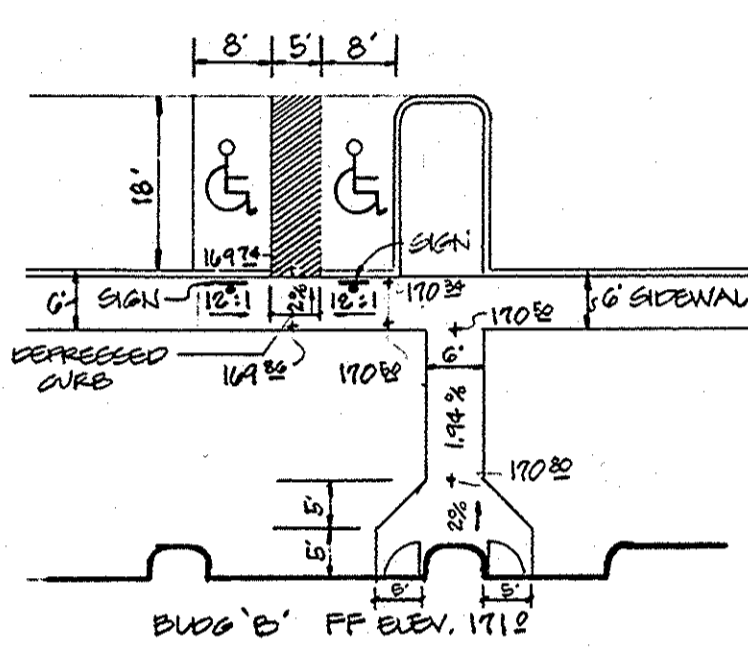 8' 5' 8'
18'
SIGN
169 74
6' SIGN 12:1 2% 12:1 170 34
170 50 6' SIDEWAL
DEPRESSED
CURB
169 86 170 50 6'
1.94%
170 80
5' 2%
5'
5' 5'
BLDG 'B' FF ELEV. 171 0